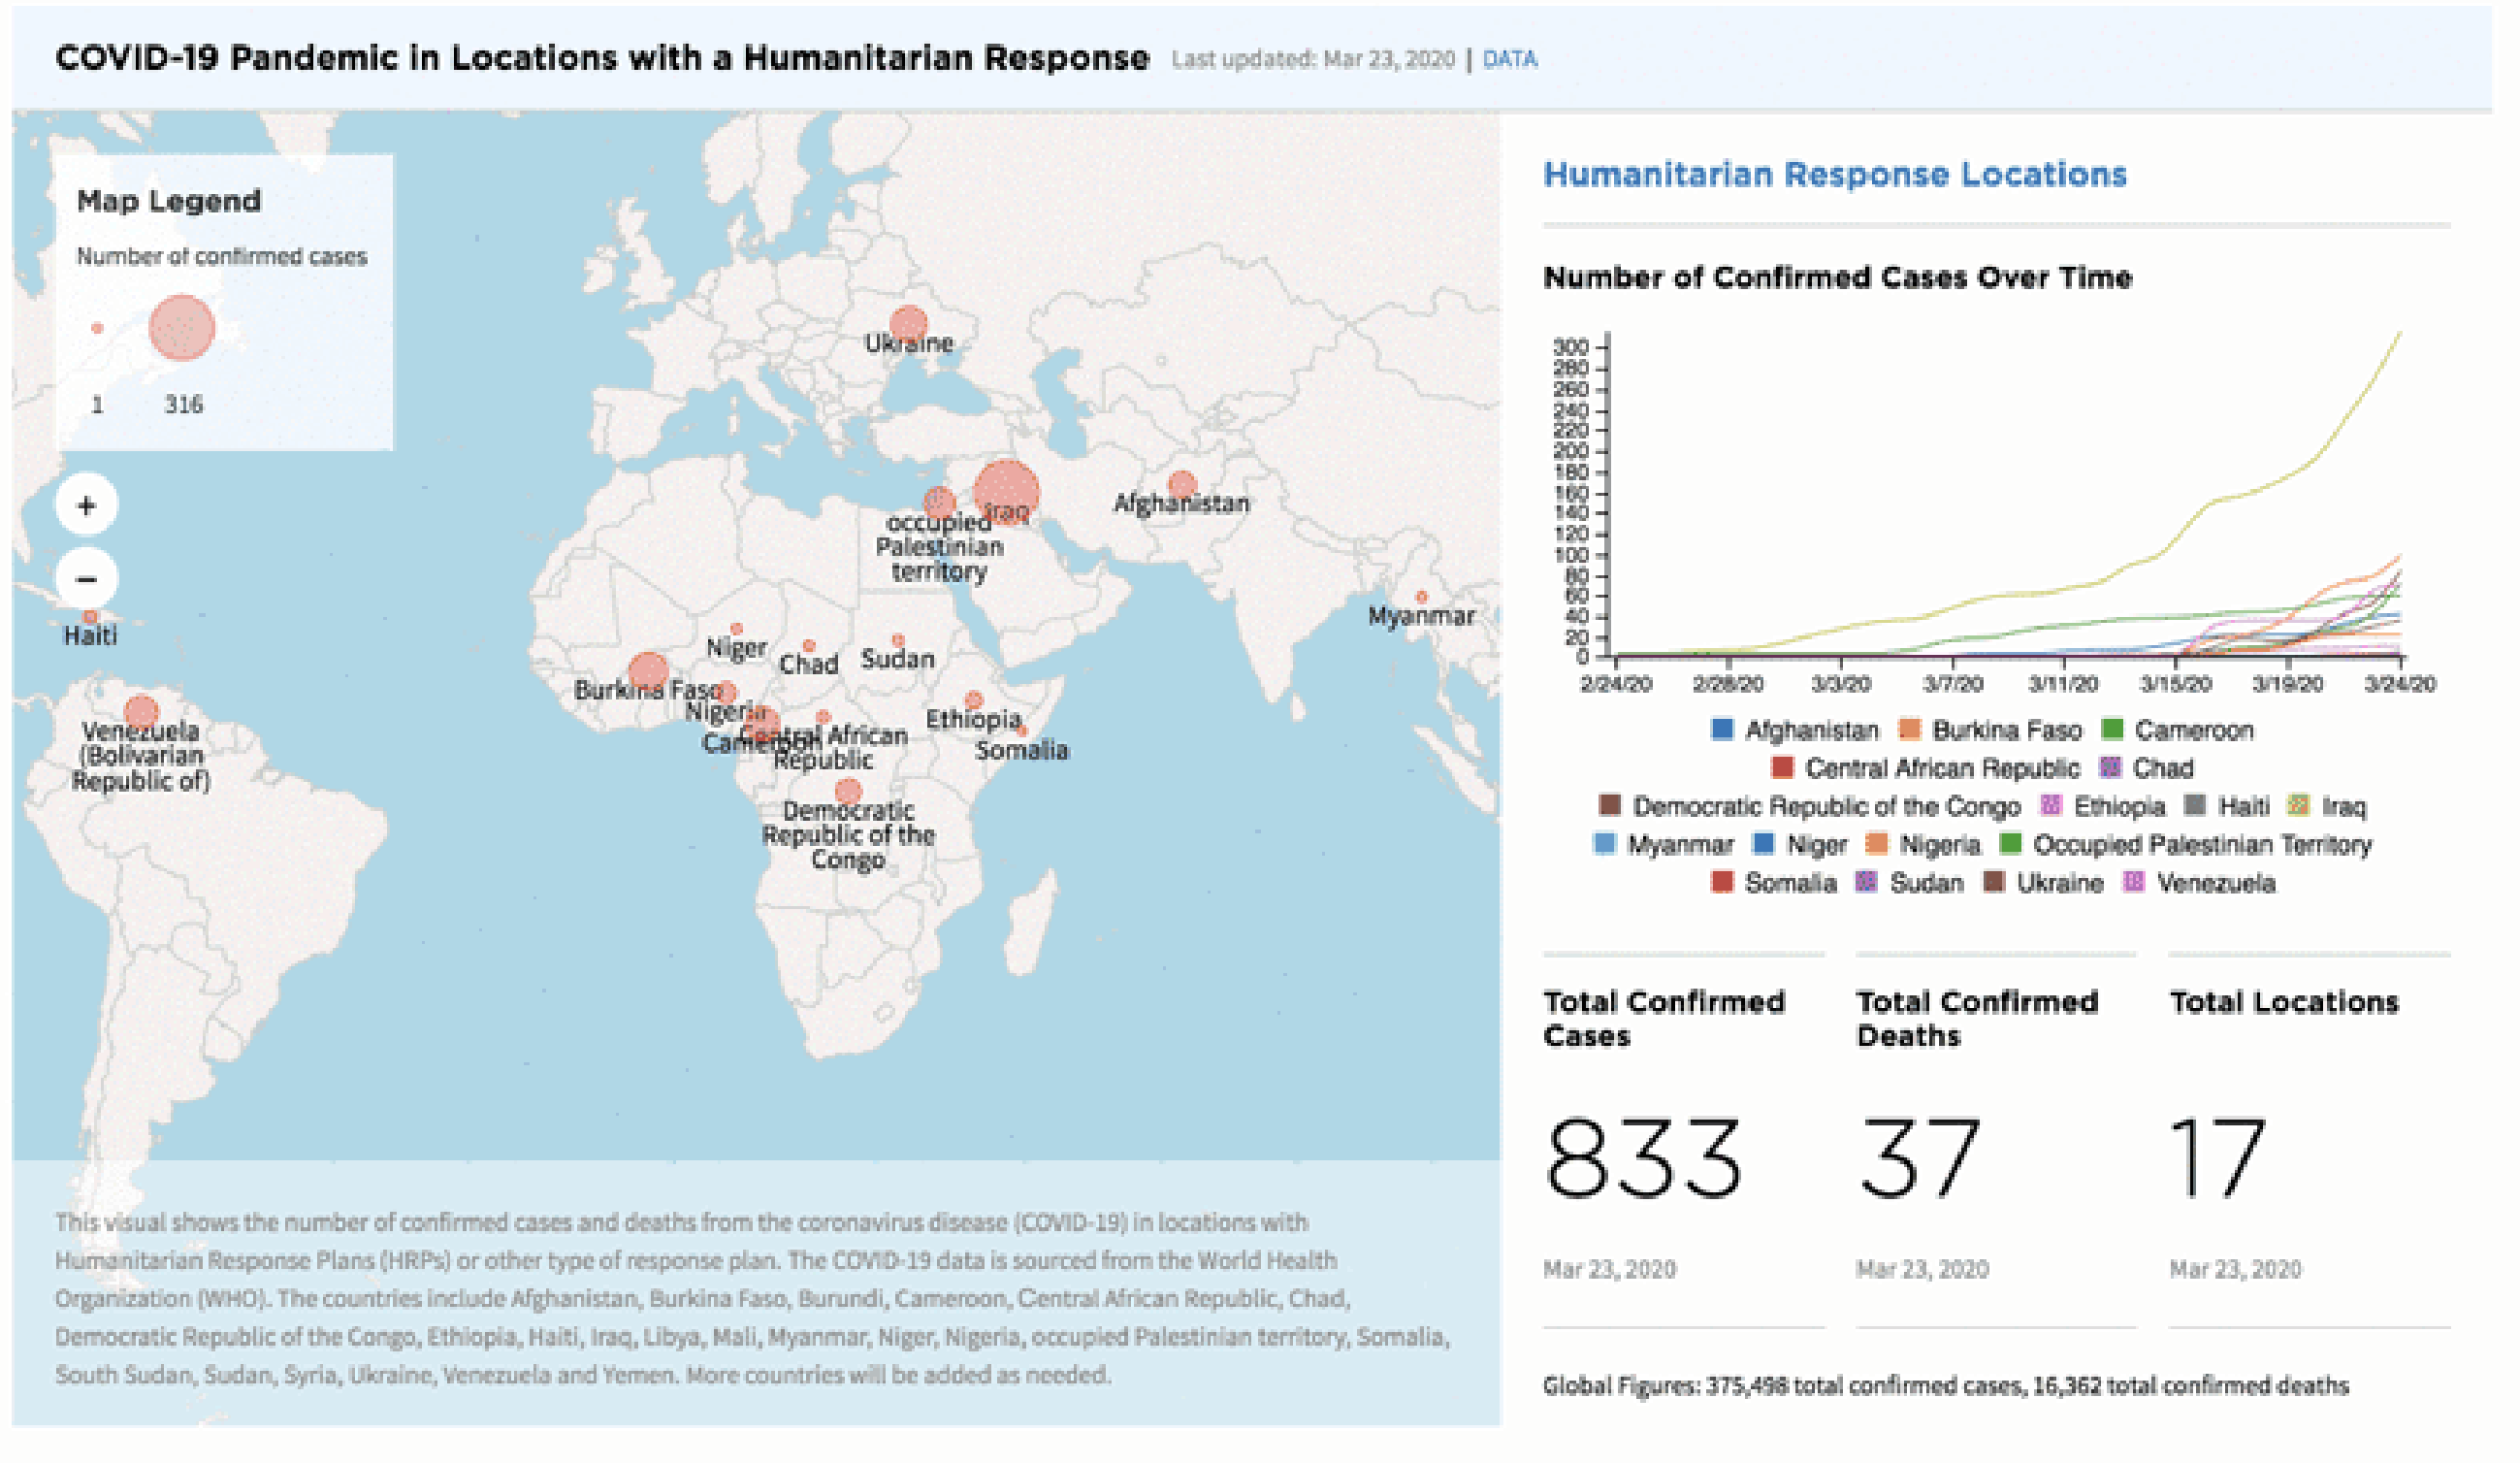 COVID-19 Pandemic in Locations with a Humanitarian Response Last updated: Mar 23, 2020 | DATA
Map Legend
Number of confirmed cases
1 316
+
−
Ukraine
Iraq
Afghanistan
occupied
Palestinian
territory
Myanmar
Haiti
Niger
Chad
Sudan
Burkina Faso
Nigeria
Ethiopia
Cameroon
Central African
Republic
Somalia
Venezuela
(Bolivarian
Republic of)
Democratic
Republic of the
Congo
This visual shows the number of confirmed cases and deaths from the coronavirus disease (COVID-19) in locations with
Humanitarian Response Plans (HRPs) or other type of response plan. The COVID-19 data is sourced from the World Health
Organization (WHO). The countries include Afghanistan, Burkina Faso, Burundi, Cameroon, Central African Republic, Chad,
Democratic Republic of the Congo, Ethiopia, Haiti, Iraq, Libya, Mali, Myanmar, Niger, Nigeria, occupied Palestinian territory, Somalia,
South Sudan, Sudan, Syria, Ukraine, Venezuela and Yemen. More countries will be added as needed.
Humanitarian Response Locations
Number of Confirmed Cases Over Time
300
280
260
240
220
200
180
160
140
120
100
80
60
40
20
0
2/24/20 2/28/20 3/3/20 3/7/20 3/11/20 3/15/20 3/19/20 3/24/20
Afghanistan Burkina Faso Cameroon
Central African Republic Chad
Democratic Republic of the Congo Ethiopia Haiti Iraq
Myanmar Niger Nigeria Occupied Palestinian Territory
Somalia Sudan Ukraine Venezuela
Total Confirmed
Cases
833
Mar 23, 2020
Total Confirmed
Deaths
37
Mar 23, 2020
Total Locations
17
Mar 23, 2020
Global Figures: 375,498 total confirmed cases, 16,362 total confirmed deaths